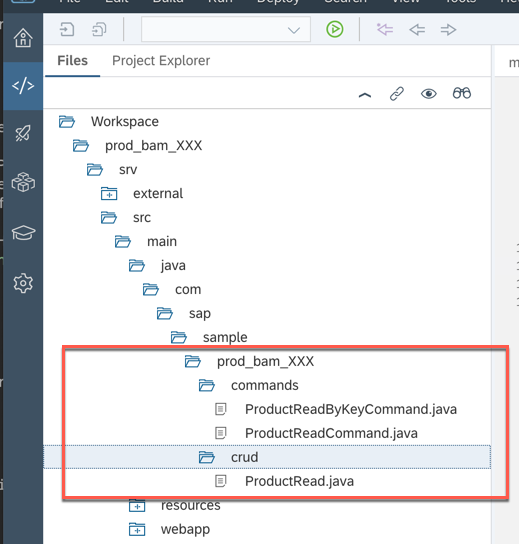 Edit Build Run Deploy Search View Tools
Files Project Explorer
Workspace
prod_bam_XXX
srv
external
src
main
java
com
sap
sample
prod_bam_XXX
commands
ProductReadByKeyCommand.java
ProductReadCommand.java
crud
ProductRead.java
resources
webapp